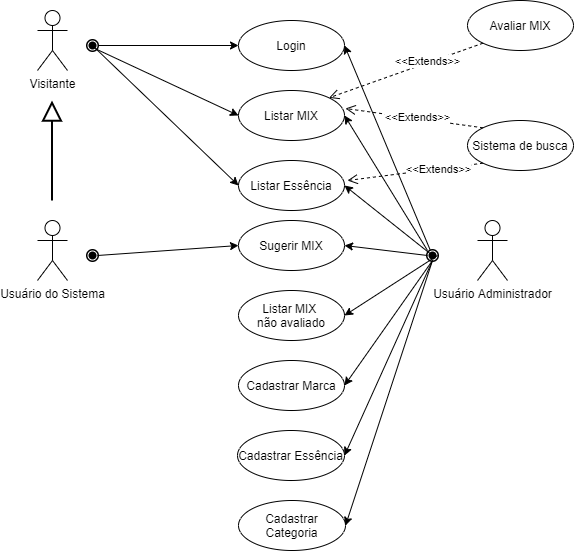 Avaliar MIX
Login
<<Extends>>
Visitante
Listar MIX
<<Extends>>
Sistema de busca
<<Extends>>
Listar Essência
Sugerir MIX
Usuário do Sistema
Usuário Administrador
Listar MIX
não avaliado
Cadastrar Marca
Cadastrar Essência
Cadastrar
Categoria